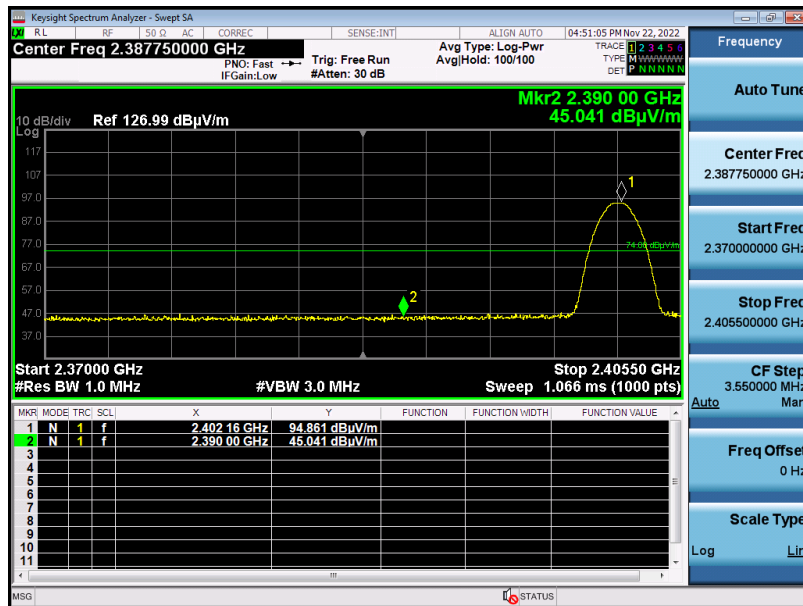 Keysight Spectrum Analyzer - Swept SA
LXI RL RF 50 Ω AC CORREC SENSE:INT ALIGN AUTO 04:51:05 PM Nov 22, 2022
Center Freq 2.387750000 GHz
PNO: Fast
IFGain:Low
Trig: Free Run
#Atten: 30 dB
Avg Type: Log-Pwr
Avg|Hold: 100/100
TRACE 1 2 3 4 5 6
TYPE M WWWWW
DET P N N N N N
Mkr2 2.390 00 GHz
45.041 dBµV/m
10 dB/div Ref 126.99 dBµV/m
Log
117
107
97.0
87.0
77.0
67.0
57.0
47.0
37.0
1
2
74.00 dBµV/m
Start 2.37000 GHz Stop 2.40550 GHz
#Res BW 1.0 MHz #VBW 3.0 MHz Sweep 1.066 ms (1000 pts)
MKR MODE TRC SCL X Y FUNCTION FUNCTION WIDTH FUNCTION VALUE
1 N 1 f 2.402 16 GHz 94.861 dBµV/m
2 N 1 f 2.390 00 GHz 45.041 dBµV/m
3
4
5
6
7
8
9
10
11
MSG STATUS
Frequency
Auto Tune
Center Freq
2.387750000 GHz
Start Freq
2.370000000 GHz
Stop Freq
2.405500000 GHz
CF Step
3.550000 MHz
Auto Man
Freq Offset
0 Hz
Scale Type
Log Lin